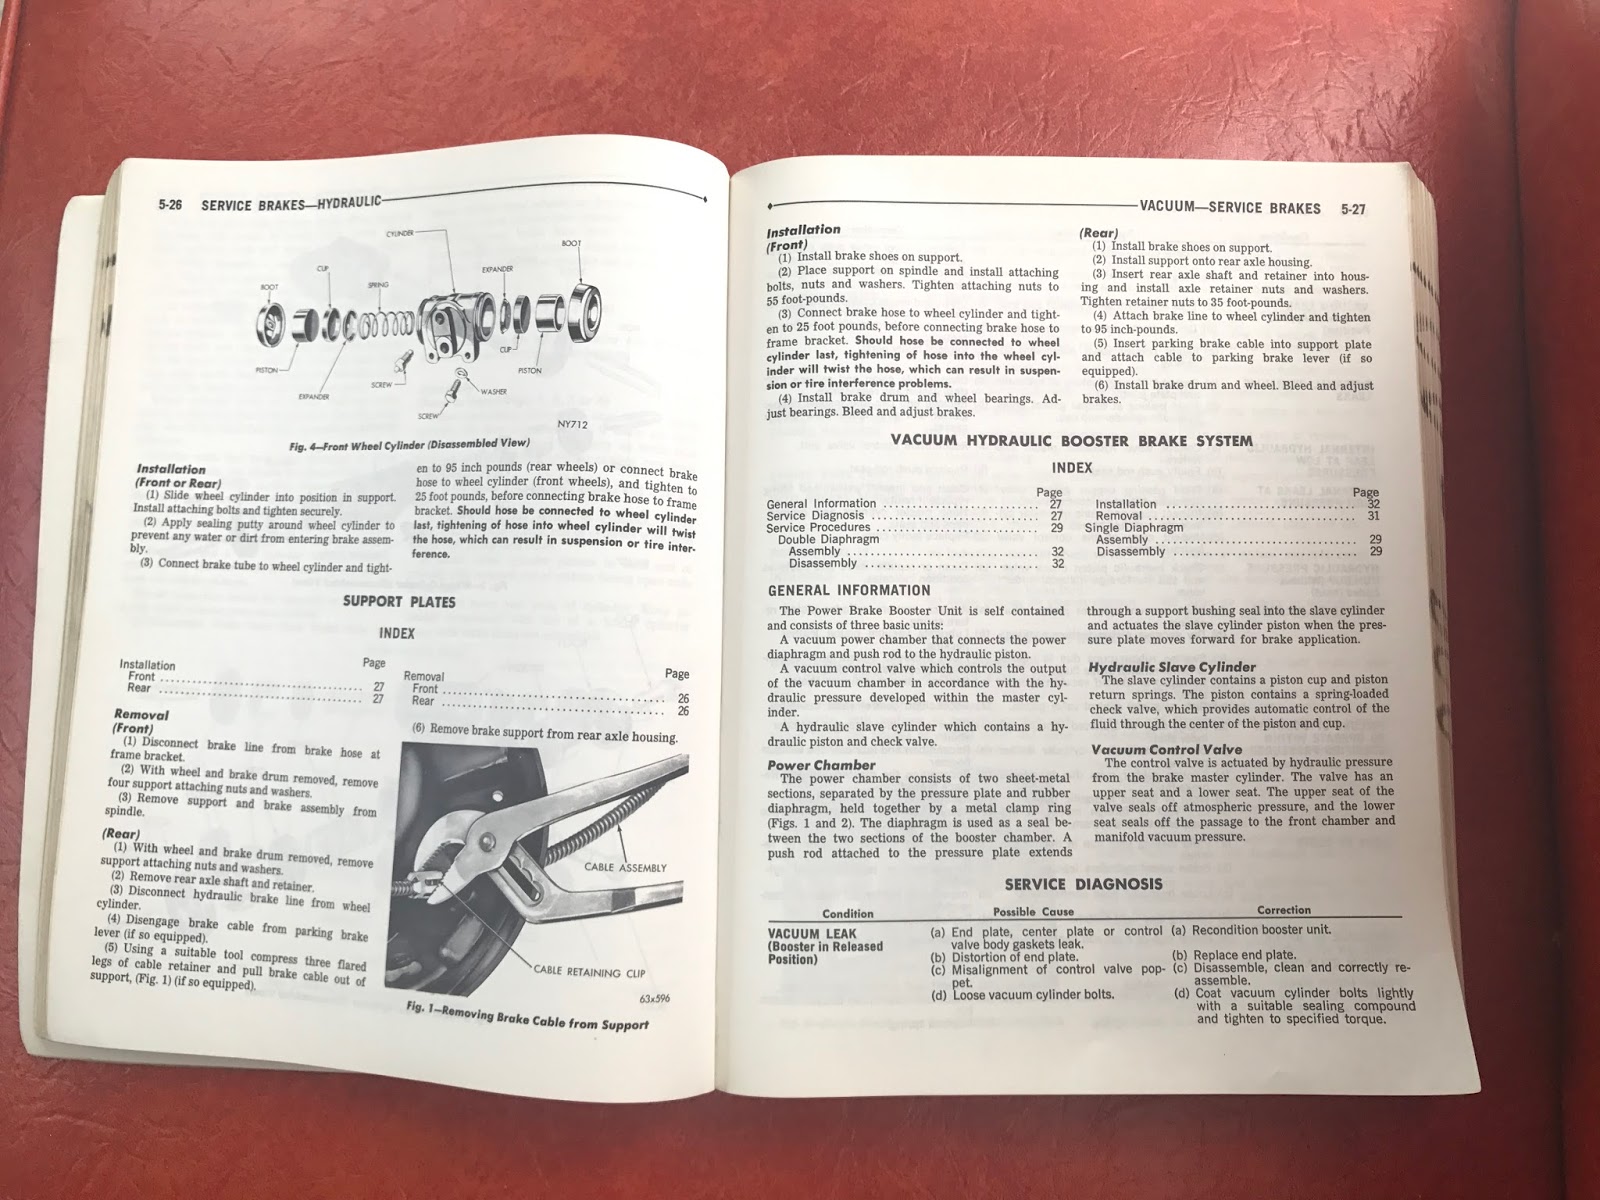 5-26 SERVICE BRAKES—HYDRAULIC
CYLINDER
BOOT
CUP
EXPANDER
BOOT
SPRING
CUP
PISTON
PISTON
SCREW
WASHER
EXPANDER
SCREW
NY712
Fig. 4—Front Wheel Cylinder (Disassembled View)
Installation
(Front or Rear)
(1) Slide wheel cylinder into position in support.
Install attaching bolts and tighten securely.
(2) Apply sealing putty around wheel cylinder to
prevent any water or dirt from entering brake assem-
bly.
(3) Connect brake tube to wheel cylinder and tight-
en to 95 inch pounds (rear wheels) or connect brake
hose to wheel cylinder (front wheels), and tighten to
25 foot pounds, before connecting brake hose to frame
bracket. Should hose be connected to wheel cylinder
last, tightening of hose into wheel cylinder will twist
the hose, which can result in suspension or tire inter-
ference.
SUPPORT PLATES
INDEX
Page
Installation
Front 27
Rear 27
Page
Removal
Front 26
Rear 26
Removal
(Front)
(1) Disconnect brake line from brake hose at
frame bracket.
(2) With wheel and brake drum removed, remove
four support attaching nuts and washers.
(3) Remove support and brake assembly from
spindle.
(Rear)
(1) With wheel and brake drum removed, remove
support attaching nuts and washers.
(2) Remove rear axle shaft and retainer.
(3) Disconnect hydraulic brake line from wheel
cylinder.
(4) Disengage brake cable from parking brake
lever (if so equipped).
(5) Using a suitable tool compress three flared
legs of cable retainer and pull brake cable out of
support, (Fig. 1) (if so equipped).
(6) Remove brake support from rear axle housing.
CABLE ASSEMBLY
CABLE RETAINING CLIP
63x596
Fig. 1—Removing Brake Cable from Support
VACUUM—SERVICE BRAKES 5-27
Installation
(Front)
(1) Install brake shoes on support.
(2) Place support on spindle and install attaching
bolts, nuts and washers. Tighten attaching nuts to
55 foot-pounds.
(3) Connect brake hose to wheel cylinder and tight-
en to 25 foot pounds, before connecting brake hose to
frame bracket. Should hose be connected to wheel
cylinder last, tightening of hose into the wheel cyl-
inder will twist the hose, which can result in suspen-
sion or tire interference problems.
(4) Install brake drum and wheel bearings. Ad-
just bearings. Bleed and adjust brakes.
(Rear)
(1) Install brake shoes on support.
(2) Install support onto rear axle housing.
(3) Insert rear axle shaft and retainer into hous-
ing and install axle retainer nuts and washers.
Tighten retainer nuts to 35 foot-pounds.
(4) Attach brake line to wheel cylinder and tighten
to 95 inch-pounds.
(5) Insert parking brake cable into support plate
and attach cable to parking brake lever (if so
equipped).
(6) Install brake drum and wheel. Bleed and adjust
brakes.
VACUUM HYDRAULIC BOOSTER BRAKE SYSTEM
INDEX
Page
General Information 27
Service Diagnosis 27
Service Procedures 29
Double Diaphragm
Assembly 32
Disassembly 32
Page
Installation 32
Removal 31
Single Diaphragm
Assembly 29
Disassembly 29
GENERAL INFORMATION
The Power Brake Booster Unit is self contained
and consists of three basic units:
A vacuum power chamber that connects the power
diaphragm and push rod to the hydraulic piston.
A vacuum control valve which controls the output
of the vacuum chamber in accordance with the hy-
draulic pressure developed within the master cyl-
inder.
A hydraulic slave cylinder which contains a hy-
draulic piston and check valve.
Power Chamber
The power chamber consists of two sheet-metal
sections, separated by the pressure plate and rubber
diaphragm, held together by a metal clamp ring
(Figs. 1 and 2). The diaphragm is used as a seal be-
tween the two sections of the booster chamber. A
push rod attached to the pressure plate extends
through a support bushing seal into the slave cylinder
and actuates the slave cylinder piston when the pres-
sure plate moves forward for brake application.
Hydraulic Slave Cylinder
The slave cylinder contains a piston cup and piston
return springs. The piston contains a spring-loaded
check valve, which provides automatic control of the
fluid through the center of the piston and cup.
Vacuum Control Valve
The control valve is actuated by hydraulic pressure
from the brake master cylinder. The valve has an
upper seat and a lower seat. The upper seat of the
valve seals off atmospheric pressure, and the lower
seat seals off the passage to the front chamber and
manifold vacuum pressure.
SERVICE DIAGNOSIS
Condition Possible Cause Correction
VACUUM LEAK
(Booster in Released
Position)
(a) End plate, center plate or control
valve body gaskets leak.
(b) Distortion of end plate.
(c) Misalignment of control valve pop-
pet.
(d) Loose vacuum cylinder bolts.
(a) Recondition booster unit.
(b) Replace end plate.
(c) Disassemble, clean and correctly re-
assemble.
(d) Coat vacuum cylinder bolts lightly
with a suitable sealing compound
and tighten to specified torque.